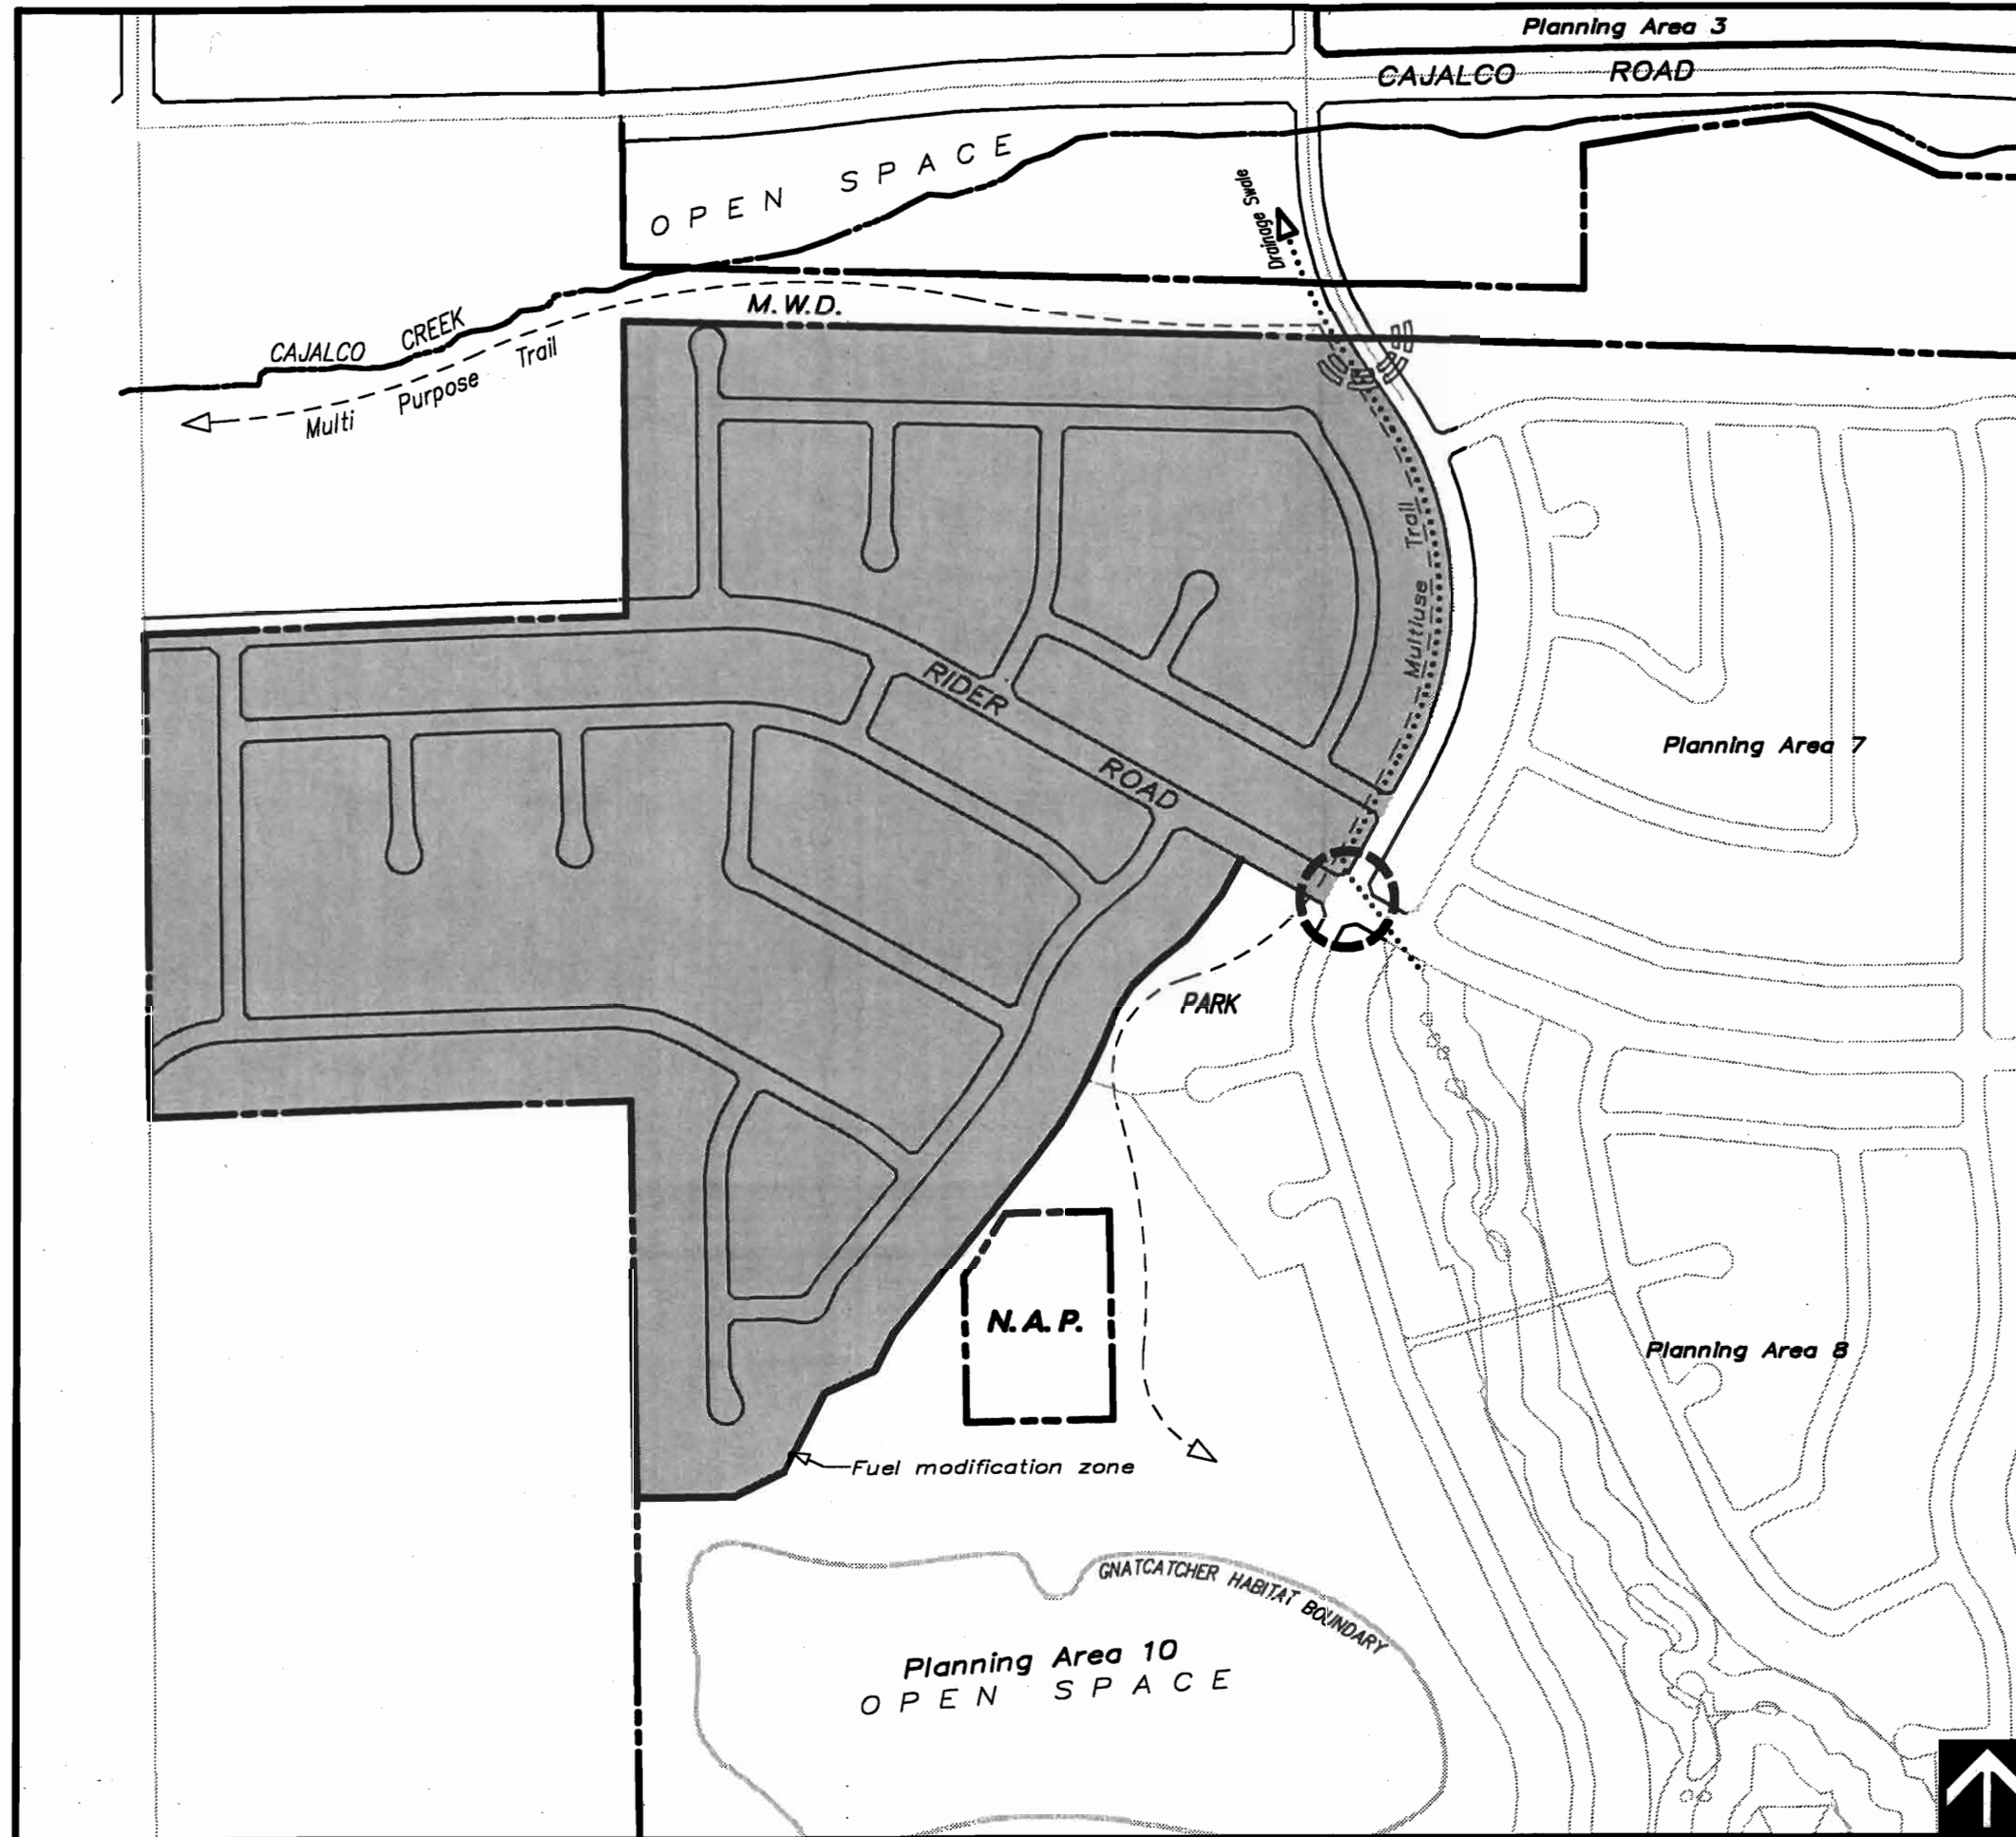 Planning Area 3
CAJALCO ROAD
OPEN SPACE
Drainage Swale
M.W.D.
CAJALCO CREEK
Multi Purpose Trail
Multiuse Trail
RIDER ROAD
Planning Area 7
PARK
N.A.P.
Planning Area 8
Fuel modification zone
GNATCATCHER HABITAT BOUNDARY
Planning Area 10
OPEN SPACE